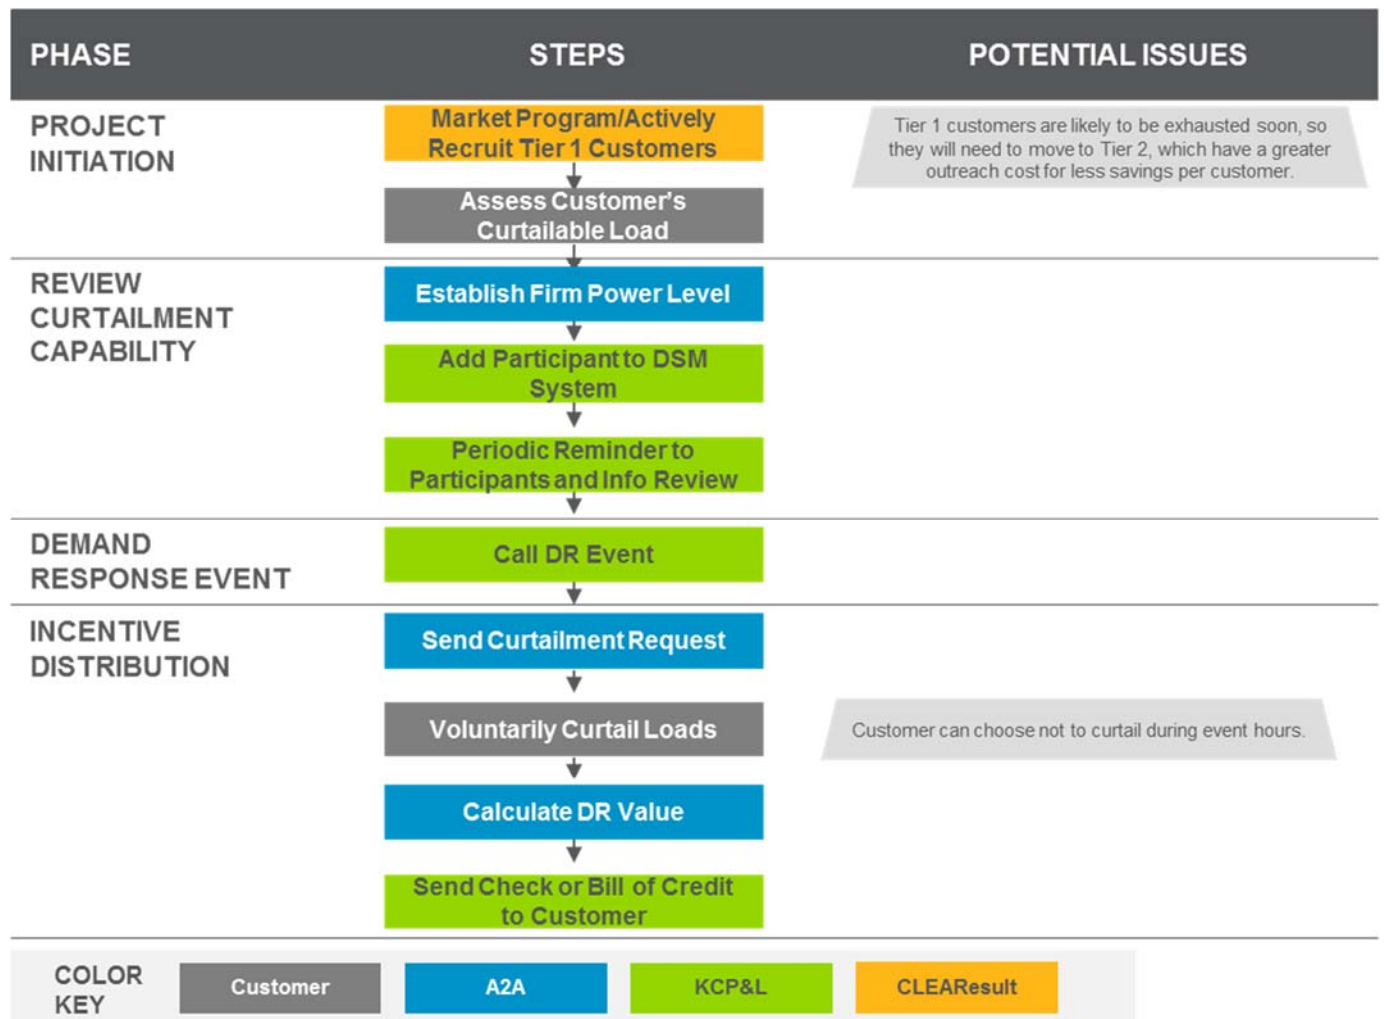 PHASE
STEPS
POTENTIAL ISSUES
PROJECT
INITIATION
Market Program/Actively
Recruit Tier 1 Customers
Tier 1 customers are likely to be exhausted soon, so
they will need to move to Tier 2, which have a greater
outreach cost for less savings per customer.
Assess Customer's
Curtailable Load
REVIEW
CURTAILMENT
CAPABILITY
Establish Firm Power Level
Add Participant to DSM
System
Periodic Reminder to
Participants and Info Review
DEMAND
RESPONSE EVENT
Call DR Event
INCENTIVE
DISTRIBUTION
Send Curtailment Request
Voluntarily Curtail Loads
Customer can choose not to curtail during event hours.
Calculate DR Value
Send Check or Bill of Credit
to Customer
COLOR
KEY
Customer
A2A
KCP&L
CLEAResult